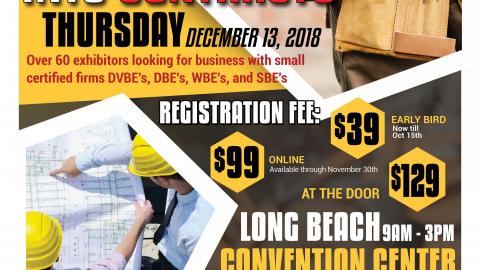 THURSDAY DECEMBER 13, 2018
Over 60 exhibitors looking for business with small
certified firms DVBE's, DBE's, WBE's, and SBE's
REGISTRATION FEE:
$39 EARLY BIRD
Now till
Oct 15th
$99 ONLINE
Available through November 30th
AT THE DOOR $129
LONG BEACH 9AM - 3PM
CONVENTION CENTER